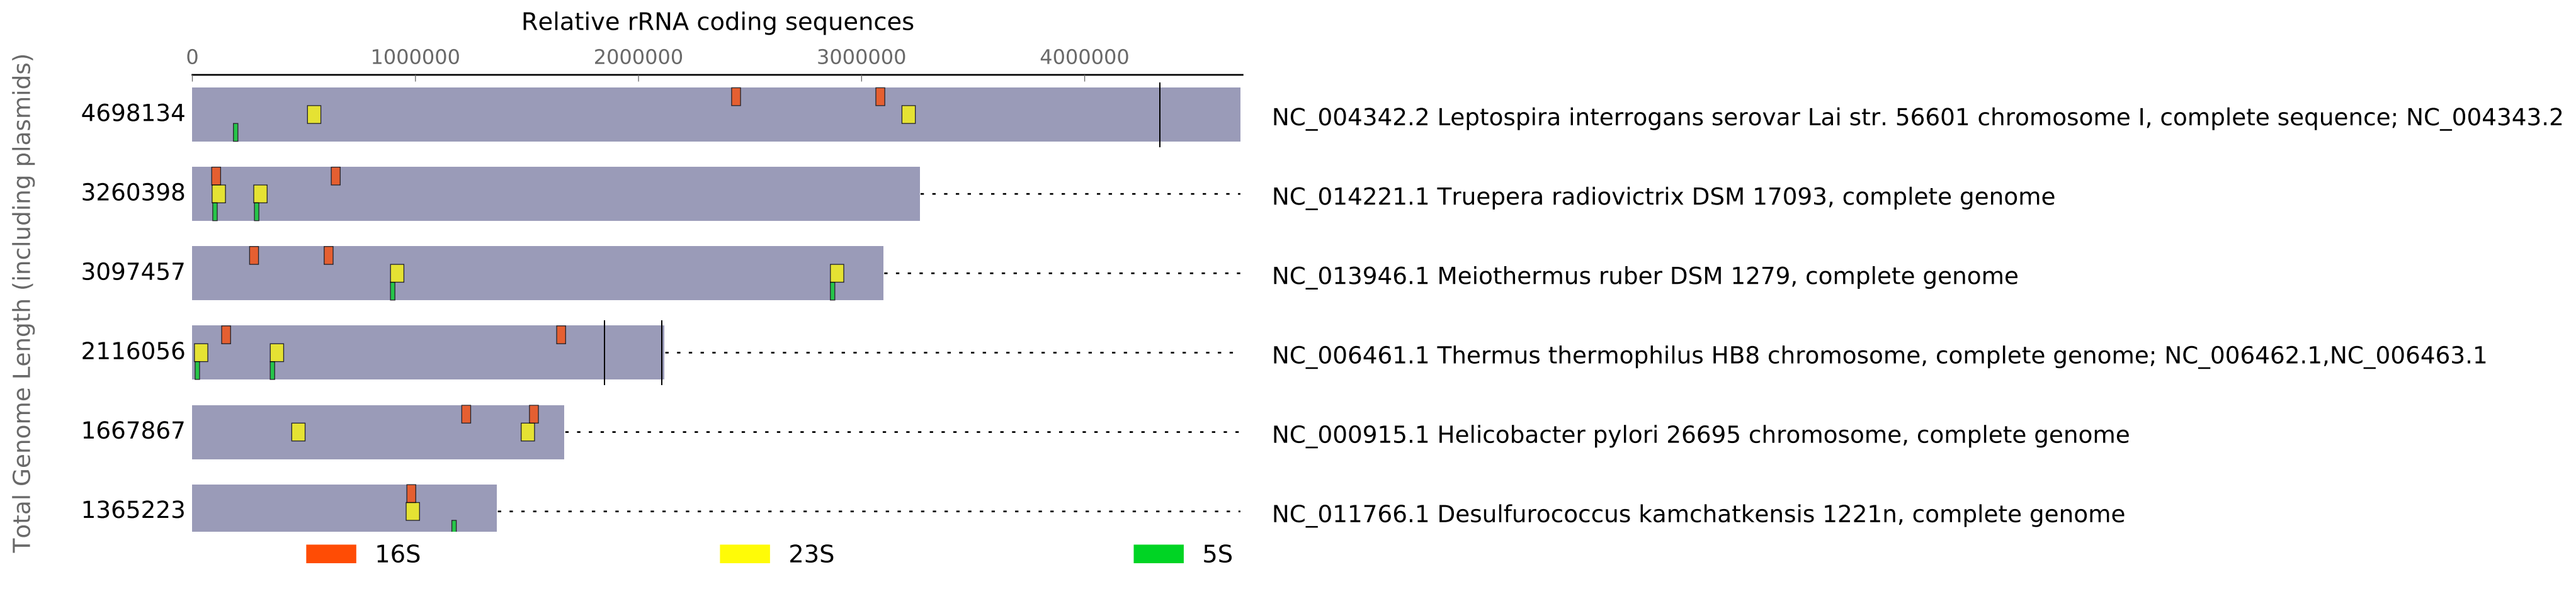 Relative rRNA coding sequences
0 1000000 2000000 3000000 4000000
Total Genome Length (including plasmids)
4698134 NC_004342.2 Leptospira interrogans serovar Lai str. 56601 chromosome I, complete sequence; NC_004343.2
3260398 NC_014221.1 Truepera radiovictrix DSM 17093, complete genome
3097457 NC_013946.1 Meiothermus ruber DSM 1279, complete genome
2116056 NC_006461.1 Thermus thermophilus HB8 chromosome, complete genome; NC_006462.1,NC_006463.1
1667867 NC_000915.1 Helicobacter pylori 26695 chromosome, complete genome
1365223 NC_011766.1 Desulfurococcus kamchatkensis 1221n, complete genome
16S 23S 5S